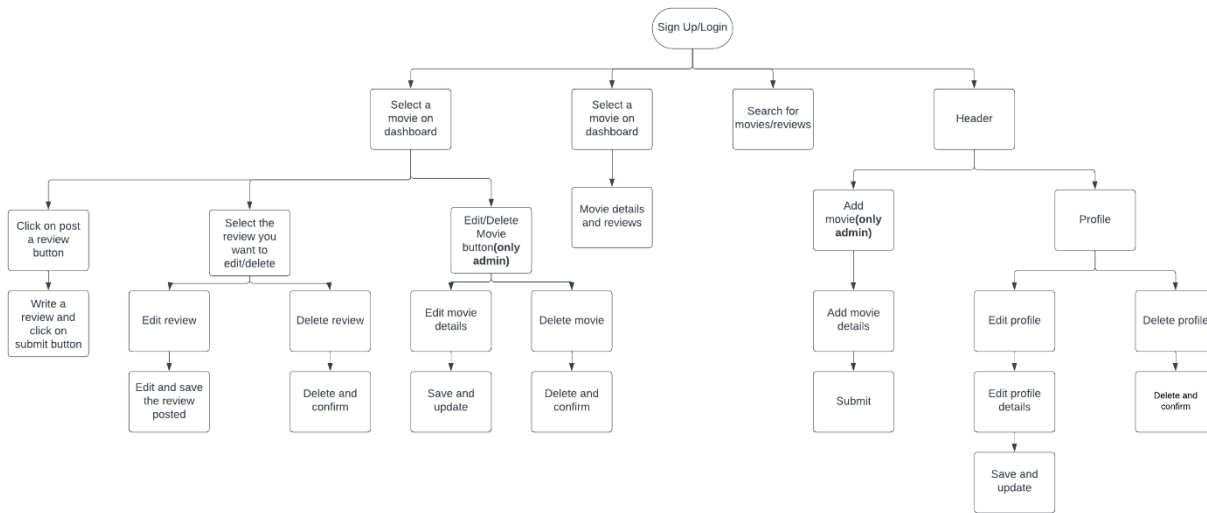 Sign Up/Login
Select a
movie on
dashboard
Select a
movie on
dashboard
Search for
movies/reviews
Header
Click on post
a review
button
Select the
review you
want to
edit/delete
Edit/Delete
Movie
button(only
admin)
Movie details
and reviews
Add
movie(only
admin)
Profile
Write a
review and
click on
submit button
Edit review
Delete review
Edit movie
details
Delete movie
Add movie
details
Edit profile
Delete profile
Edit and save
the review
posted
Delete and
confirm
Save and
update
Delete and
confirm
Submit
Edit profile
details
Delete and
confirm
Save and
update